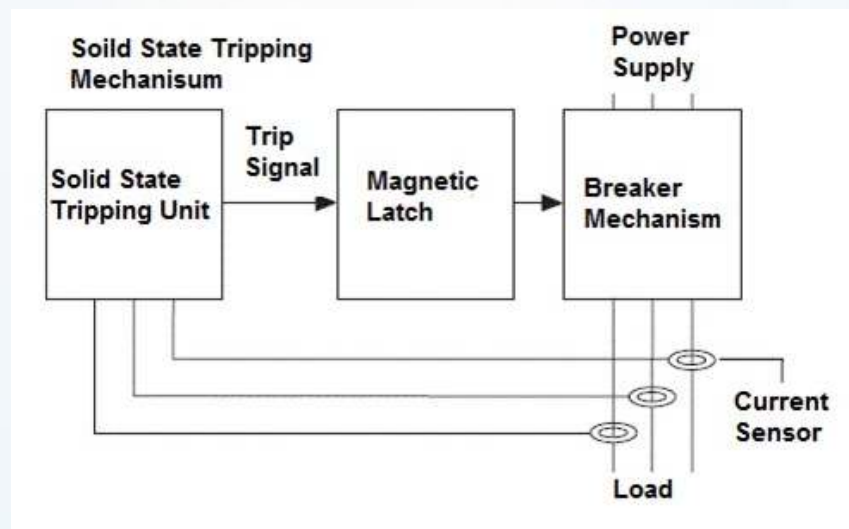 Soild State Tripping
Mechanisum
Power
Supply
Solid State
Tripping Unit
Trip
Signal
Magnetic
Latch
Breaker
Mechanism
Current
Sensor
Load